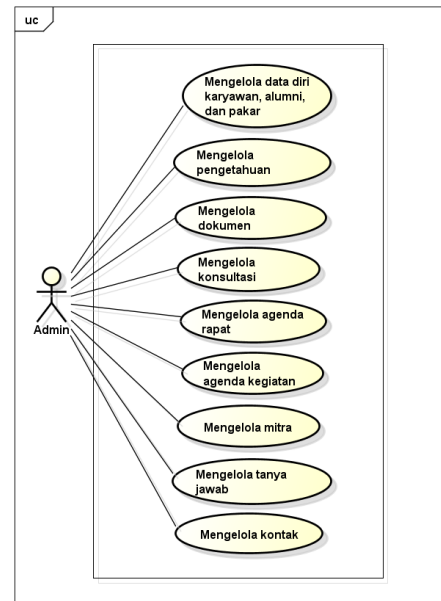 uc
Mengelola data diri
karyawan, alumni,
dan pakar
Mengelola
pengetahuan
Mengelola
dokumen
Mengelola
konsultasi
Admin
Mengelola agenda
rapat
Mengelola
agenda kegiatan
Mengelola mitra
Mengelola tanya
jawab
Mengelola kontak